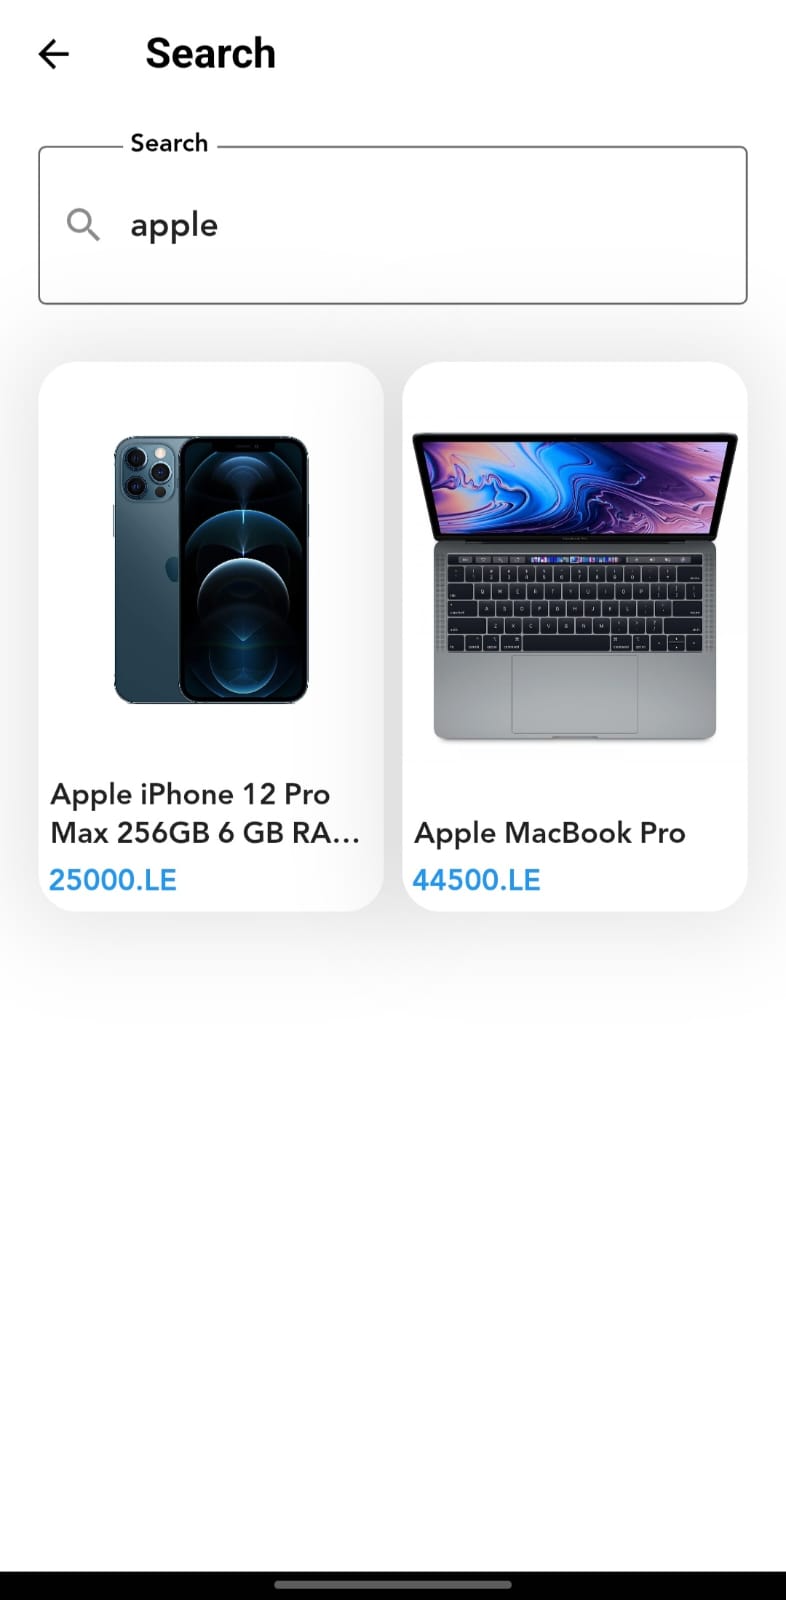 Search
Search
apple
Apple iPhone 12 Pro
Max 256GB 6 GB RA...
25000.LE
Apple MacBook Pro
44500.LE